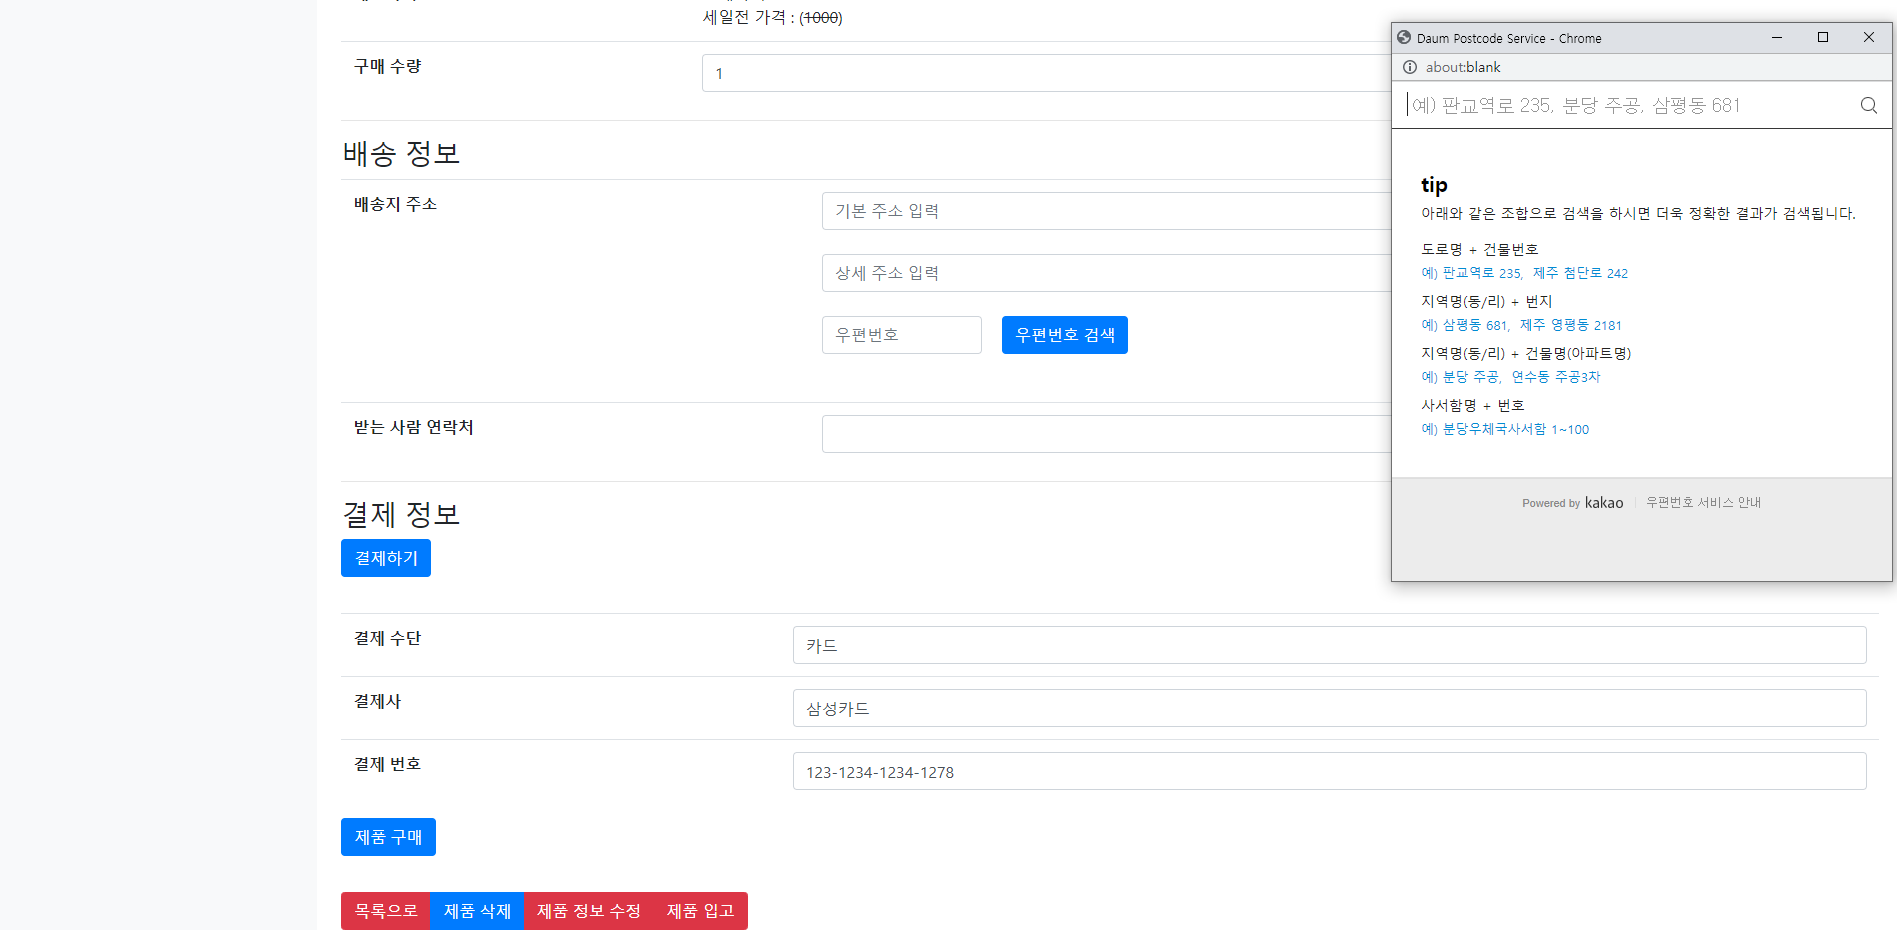 세일전 가격 : (1000)
구매 수량
1
배송 정보
배송지 주소
기본 주소 입력
상세 주소 입력
우편번호
우편번호 검색
받는 사람 연락처
결제 정보
결제하기
결제 수단
카드
결제사
삼성카드
결제 번호
123-1234-1234-1278
제품 구매
목록으로 제품 삭제 제품 정보 수정 제품 입고
Daum Postcode Service - Chrome
about:blank
예) 판교역로 235, 분당 주공, 삼평동 681
tip
아래와 같은 조합으로 검색을 하시면 더욱 정확한 결과가 검색됩니다.
도로명 + 건물번호
예) 판교역로 235, 제주 첨단로 242
지역명(동/리) + 번지
예) 삼평동 681, 제주 영평동 2181
지역명(동/리) + 건물명(아파트명)
예) 분당 주공, 연수동 주공3차
사서함명 + 번호
예) 분당우체국사서함 1~100
Powered by kakao 우편번호 서비스 안내